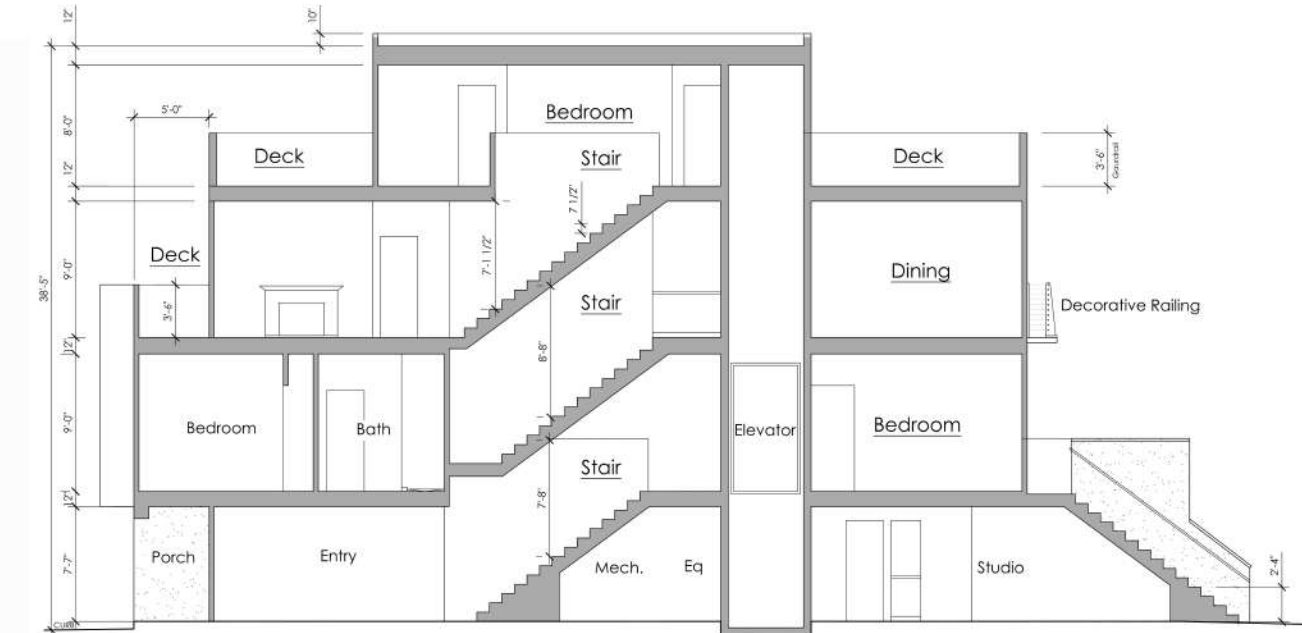 12"
10"
5'-0"
8'-0"
Bedroom
Deck
Stair
Deck
3'-6"
Gaurdrail
12"
7 1/2"
Deck
9'-0"
7'-1 1/2"
Dining
38'-5"
3'-6"
Stair
Decorative Railing
12"
8'-8"
9'-0"
Bedroom
Bath
Elevator
Bedroom
Stair
12"
7'-8"
7'-7"
Porch
Entry
Mech.
Eq
Studio
2'-4"
CURB